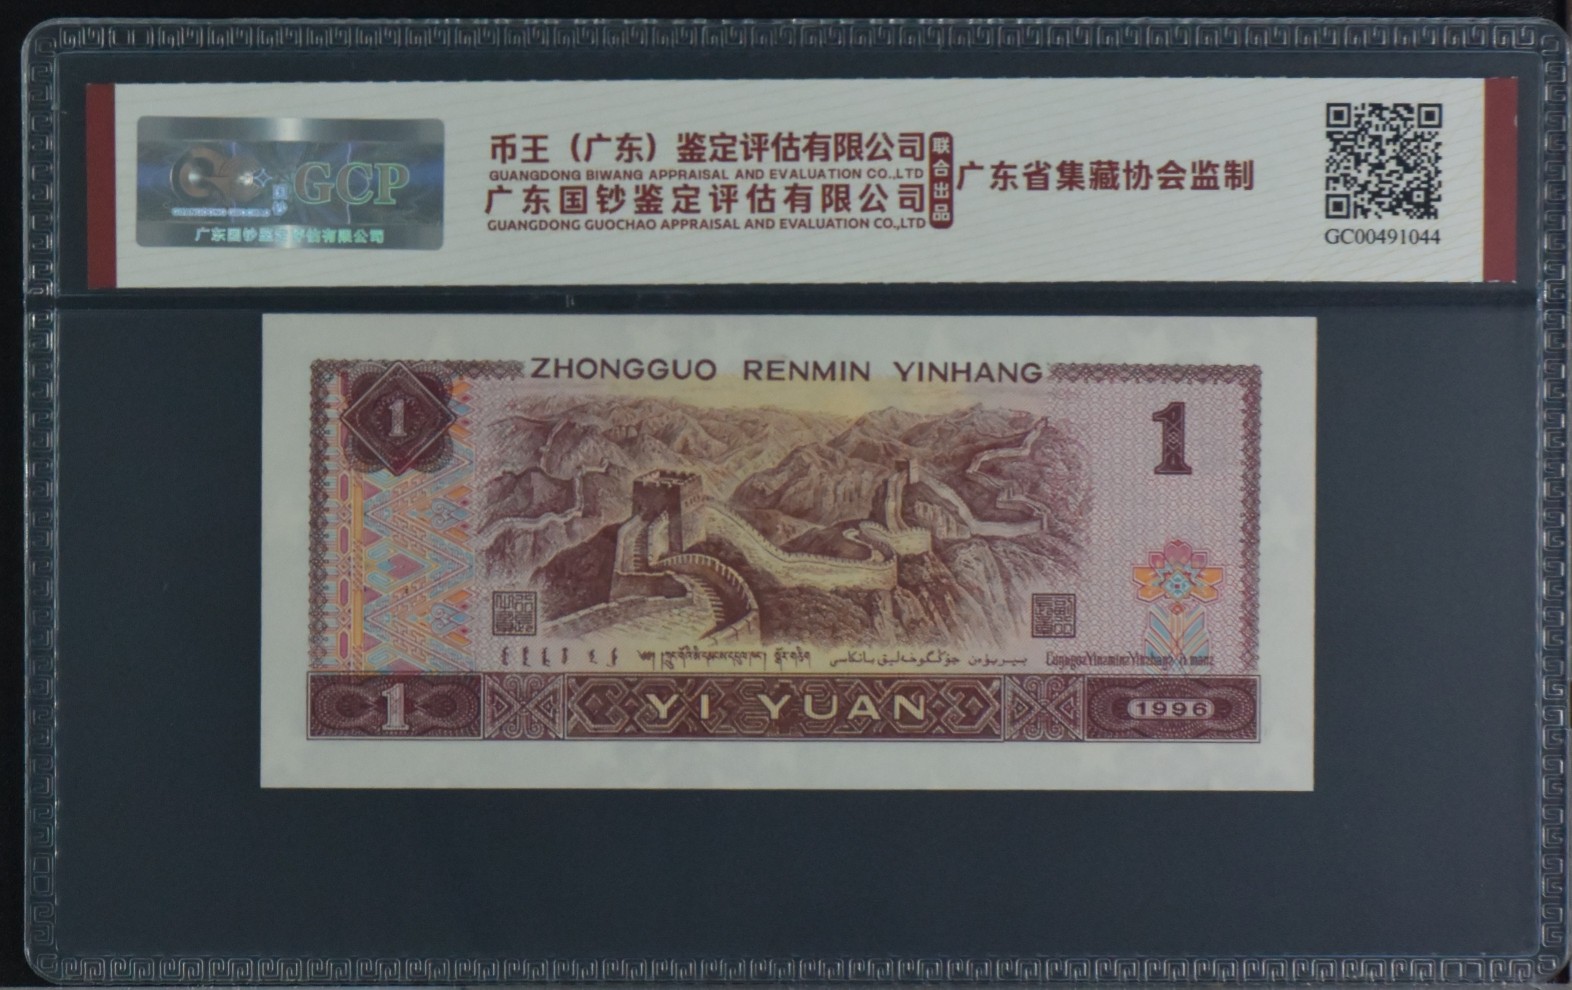 GCP
广东国钞鉴定评估有限公司
币王（广东）鉴定评估有限公司
GUANGDONG BIWANG APPRAISAL AND EVALUATION CO.,LTD
广东国钞鉴定评估有限公司
GUANGDONG GUOCHAO APPRAISAL AND EVALUATION CO.,LTD
联合出品
广东省集藏协会监制
GC00491044
ZHONGGUO RENMIN YINHANG
1
1
1
YI YUAN
1996